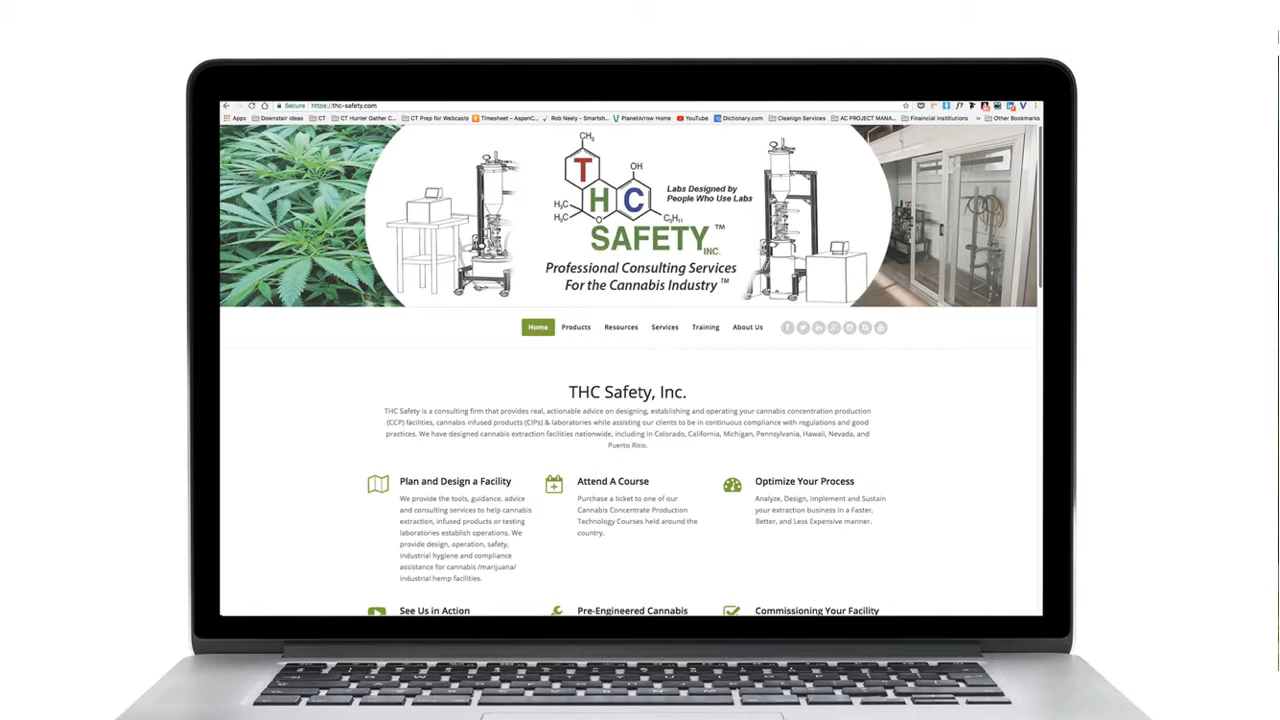 Secure https://thc-safety.com
Apps Downstair ideas CT CT Hunter Gather C... CT Prep for Webcasts Timesheet – AspenC... Rob Neely - Smartsh... PlanetArrow Home YouTube Dictionary.com Cleanign Services AC PROJECT MANA... Finaincial Institutions » Other Bookmarks
CH₃
OH
T
H C
H₃C
H₃C
O
C₅H₁₁
Labs Designed by
People Who Use Labs
SAFETY™
INC.
Professional Consulting Services
For the Cannabis Industry™
Home Products Resources Services Training About Us
THC Safety, Inc.
THC Safety is a consulting firm that provides real, actionable advice on designing, establishing and operating your cannabis concentration production
(CCP) facilities, cannabis infused products (CIPs) & laboratories while assisting our clients to be in continuous compliance with regulations and good
practices. We have designed cannabis extraction facilities nationwide, including in Colorado, California, Michigan, Pennsylvania, Hawaii, Nevada, and
Puerto Rico.
Plan and Design a Facility
We provide the tools, guidance, advice
and consulting services to help cannabis
extraction, infused products or testing
laboratories establish operations. We
provide design, operation, safety,
industrial hygiene and compliance
assistance for cannabis /marijuana/
industrial hemp facilities.
Attend A Course
Purchase a ticket to one of our
Cannabis Concentrate Production
Technology Courses held around the
country.
Optimize Your Process
Analyze, Design, Implement and Sustain
your extraction business in a Faster,
Better, and Less Expensive manner.
See Us in Action
Pre-Engineered Cannabis
Commissioning Your Facility